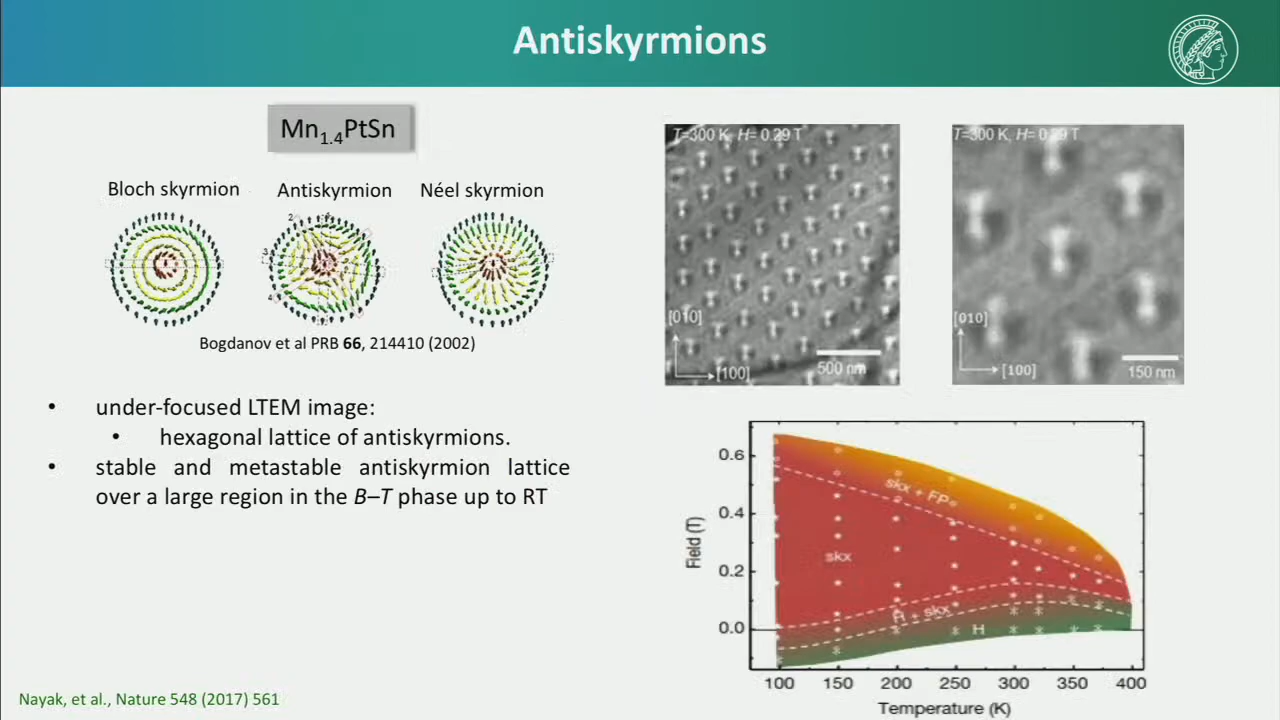 Antiskyrmions
Mn1.4PtSn
Bloch skyrmion
Antiskyrmion
Néel skyrmion
Bogdanov et al PRB 66, 214410 (2002)
• under-focused LTEM image:
• hexagonal lattice of antiskyrmions.
• stable and metastable antiskyrmion lattice
over a large region in the B–T phase up to RT
Nayak, et al., Nature 548 (2017) 561
T=300 K, H= 0.29 T
[010]
[100]
500 nm
T=300 K, H= 0.29 T
[010]
[100]
150 nm
Field (T)
0.6
0.4
0.2
0.0
skx + FP
skx
H + skx
H
100 150 200 250 300 350 400
Temperature (K)